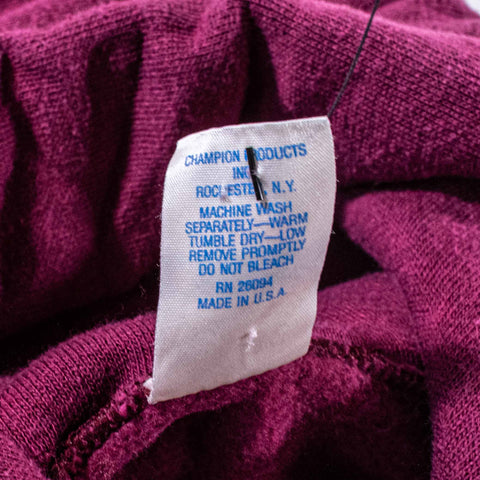 CHAMPION PRODUCTS
INC.
ROCHESTER, N.Y.
MACHINE WASH
SEPARATELY—WARM
TUMBLE DRY—LOW
REMOVE PROMPTLY
DO NOT BLEACH
RN 26094
MADE IN U.S.A.